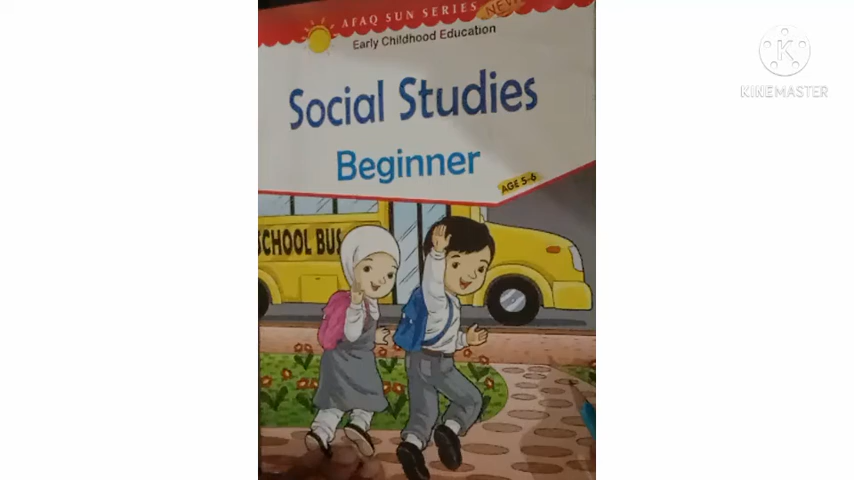 AFAQ SUN SERIES
NEW
Early Childhood Education
Social Studies
Beginner
AGE 5-6
SCHOOL BUS
K
KINEMASTER